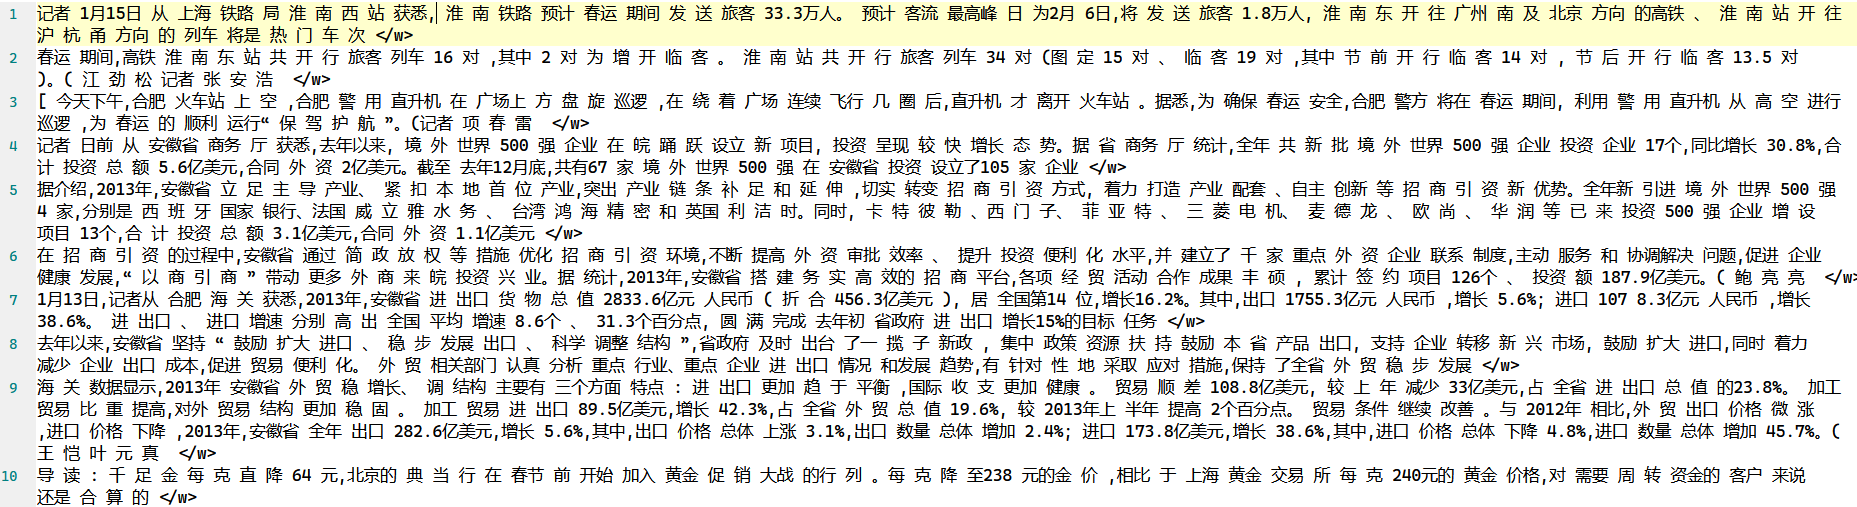 1 记者 1月15日 从 上海 铁路 局 淮 南 西 站 获悉, 淮 南 铁路 预计 春运 期间 发 送 旅客 33.3万人。 预计 客流 最高峰 日 为2月 6日,将 发 送 旅客 1.8万人, 淮 南 东 开 往 广州 南 及 北京 方向 的高铁 、 淮 南 站 开 往
沪 杭 甬 方向 的 列车 将是 热 门 车 次 </w>
2 春运 期间,高铁 淮 南 东 站 共 开 行 旅客 列车 16 对 ,其中 2 对 为 增 开 临 客 。 淮 南 站 共 开 行 旅客 列车 34 对 (图 定 15 对 、 临 客 19 对 ,其中 节 前 开 行 临 客 14 对 , 节 后 开 行 临 客 13.5 对
)。( 江 劲 松 记者 张 安 浩 </w>
3 [ 今天下午,合肥 火车站 上 空 ,合肥 警 用 直升机 在 广场上 方 盘 旋 巡逻 ,在 绕 着 广场 连续 飞行 几 圈 后,直升机 才 离开 火车站 。据悉,为 确保 春运 安全,合肥 警方 将在 春运 期间, 利用 警 用 直升机 从 高 空 进行
巡逻 ,为 春运 的 顺利 运行“ 保 驾 护 航 ”。(记者 项 春 雷 </w>
4 记者 日前 从 安徽省 商务 厅 获悉,去年以来, 境 外 世界 500 强 企业 在 皖 踊 跃 设立 新 项目, 投资 呈现 较 快 增长 态 势。据 省 商务 厅 统计,全年 共 新 批 境 外 世界 500 强 企业 投资 企业 17个,同比增长 30.8%,合
计 投资 总 额 5.6亿美元,合同 外 资 2亿美元。截至 去年12月底,共有67 家 境 外 世界 500 强 在 安徽省 投资 设立了105 家 企业 </w>
5 据介绍,2013年,安徽省 立 足 主 导 产业、 紧 扣 本 地 首 位 产业,突出 产业 链 条 补 足 和 延 伸 ,切实 转变 招 商 引 资 方式, 着力 打造 产业 配套 、自主 创新 等 招 商 引 资 新 优势。全年新 引进 境 外 世界 500 强
4 家,分别是 西 班 牙 国家 银行、法国 威 立 雅 水 务 、 台湾 鸿 海 精 密 和 英国 利 洁 时。同时, 卡 特 彼 勒 、西 门 子、 菲 亚 特 、 三 菱 电 机、 麦 德 龙 、 欧 尚 、 华 润 等 已 来 投资 500 强 企业 增 设
项目 13个,合 计 投资 总 额 3.1亿美元,合同 外 资 1.1亿美元 </w>
6 在 招 商 引 资 的过程中,安徽省 通过 简 政 放 权 等 措施 优化 招 商 引 资 环境,不断 提高 外 资 审批 效率 、 提升 投资 便利 化 水平,并 建立了 千 家 重点 外 资 企业 联系 制度,主动 服务 和 协调解决 问题,促进 企业
健康 发展,“ 以 商 引 商 ” 带动 更多 外 商 来 皖 投资 兴 业。据 统计,2013年,安徽省 搭 建 务 实 高 效的 招 商 平台,各项 经 贸 活动 合作 成果 丰 硕 , 累计 签 约 项目 126个 、 投资 额 187.9亿美元。( 鲍 亮 亮 </w>
7 1月13日,记者从 合肥 海 关 获悉,2013年,安徽省 进 出口 货 物 总 值 2833.6亿元 人民币 ( 折 合 456.3亿美元 ), 居 全国第14 位,增长16.2%。其中,出口 1755.3亿元 人民币 ,增长 5.6%; 进口 107 8.3亿元 人民币 ,增长
38.6%。 进 出口 、 进口 增速 分别 高 出 全国 平均 增速 8.6个 、 31.3个百分点, 圆 满 完成 去年初 省政府 进 出口 增长15%的目标 任务 </w>
8 去年以来,安徽省 坚持 “ 鼓励 扩大 进口 、 稳 步 发展 出口 、 科学 调整 结构 ”,省政府 及时 出台 了一 揽 子 新政 , 集中 政策 资源 扶 持 鼓励 本 省 产品 出口, 支持 企业 转移 新 兴 市场, 鼓励 扩大 进口,同时 着力
减少 企业 出口 成本,促进 贸易 便利 化。 外 贸 相关部门 认真 分析 重点 行业、重点 企业 进 出口 情况 和发展 趋势,有 针对 性 地 采取 应对 措施,保持 了全省 外 贸 稳 步 发展 </w>
9 海 关 数据显示,2013年 安徽省 外 贸 稳 增长、 调 结构 主要有 三个方面 特点 : 进 出口 更加 趋 于 平衡 ,国际 收 支 更加 健康 。 贸易 顺 差 108.8亿美元, 较 上 年 减少 33亿美元,占 全省 进 出口 总 值 的23.8%。 加工
贸易 比 重 提高,对外 贸易 结构 更加 稳 固 。 加工 贸易 进 出口 89.5亿美元,增长 42.3%,占 全省 外 贸 总 值 19.6%, 较 2013年上 半年 提高 2个百分点。 贸易 条件 继续 改善 。与 2012年 相比,外 贸 出口 价格 微 涨
,进口 价格 下降 ,2013年,安徽省 全年 出口 282.6亿美元,增长 5.6%,其中,出口 价格 总体 上涨 3.1%,出口 数量 总体 增加 2.4%; 进口 173.8亿美元,增长 38.6%,其中,进口 价格 总体 下降 4.8%,进口 数量 总体 增加 45.7%。(
王 恺 叶 元 真 </w>
10 导 读 : 千 足 金 每 克 直 降 64 元,北京的 典 当 行 在 春节 前 开始 加入 黄金 促 销 大战 的行 列 。每 克 降 至238 元的金 价 ,相比 于 上海 黄金 交易 所 每 克 240元的 黄金 价格,对 需要 周 转 资金的 客户 来说
还是 合 算 的 </w>